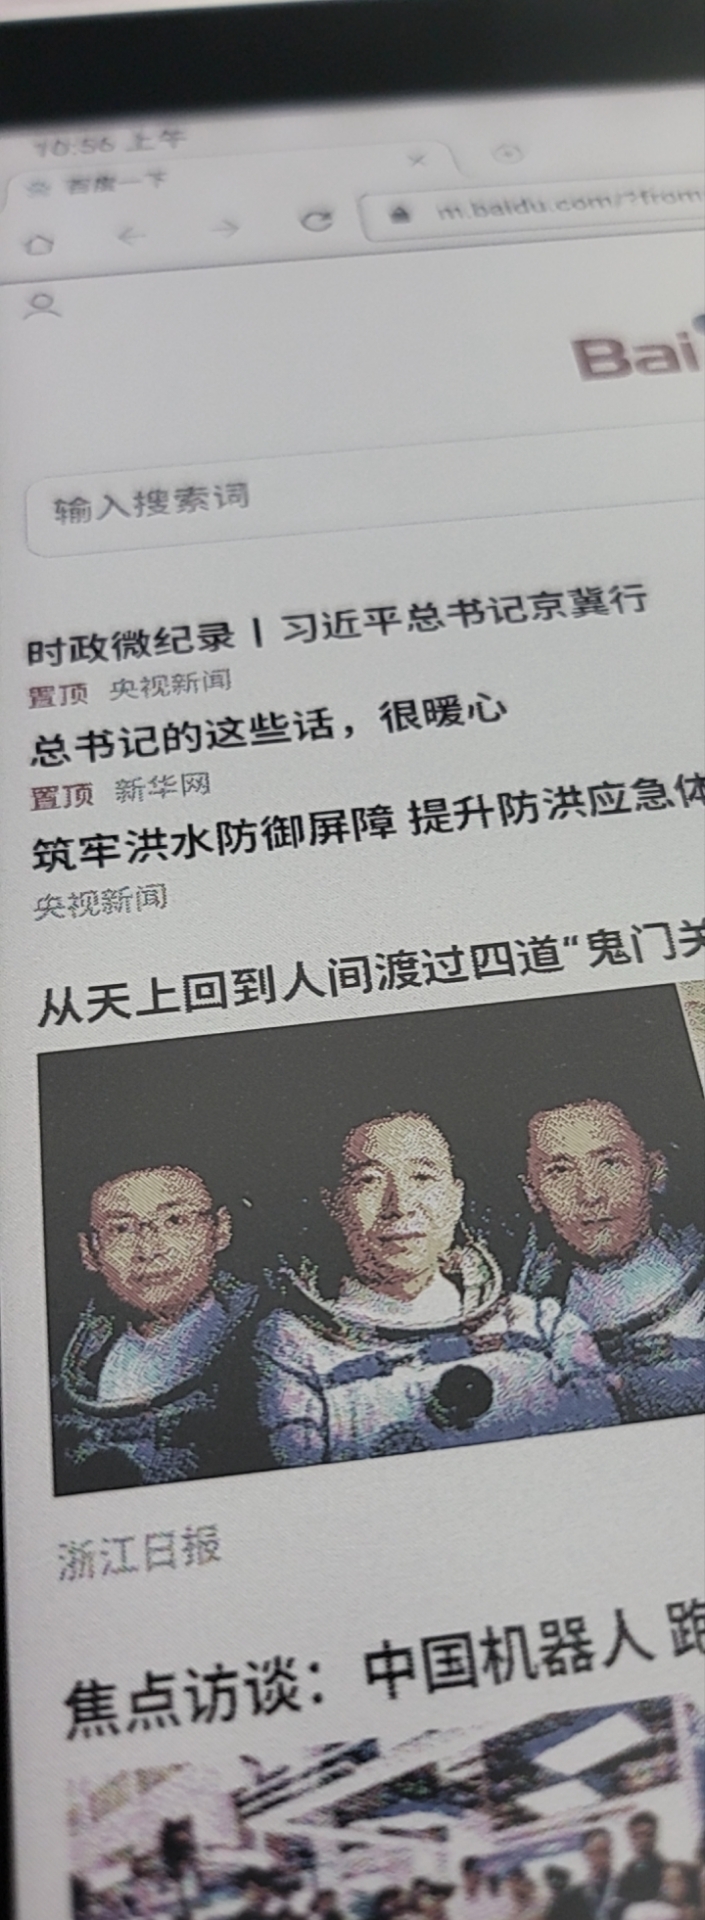 10:56 上午
百度一下
m.baidu.com/?from
Bai
输入搜索词
时政微纪录丨习近平总书记京冀行
置顶 央视新闻
总书记的这些话，很暖心
置顶 新华网
筑牢洪水防御屏障 提升防洪应急体
央视新闻
从天上回到人间渡过四道“鬼门关
浙江日报
焦点访谈：中国机器人 跑